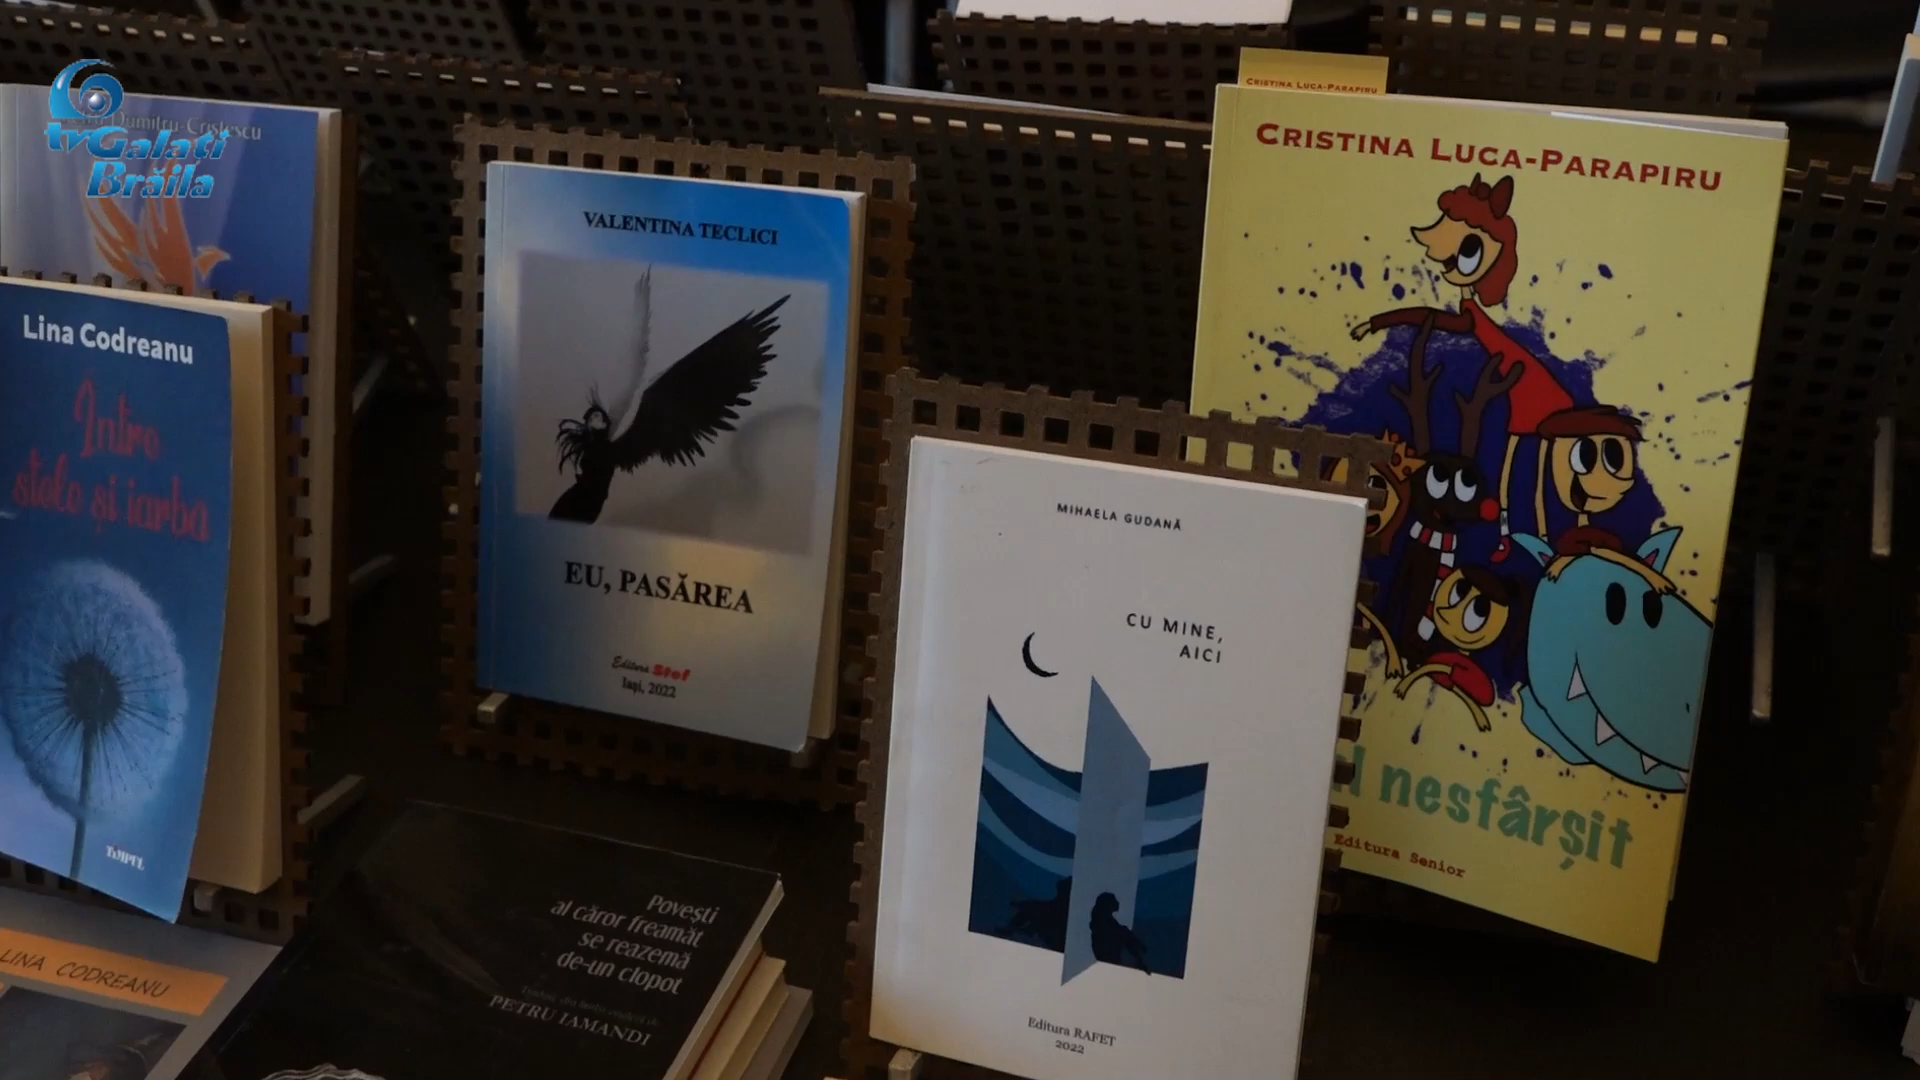 tvGalați
Brăila
Dumitru-Cristescu
Lina Codreanu
Între
stele și iarba
TIMPUL
LINA CODREANU
VALENTINA TECLICI
EU, PASĂREA
Editura Stef
Iași, 2022
Povești
al căror freamăt
se reazemă
de-un clopot
PETRU IAMANDI
MIHAELA GUDANĂ
CU MINE,
AICI
Editura RAFET
2022
CRISTINA LUCA-PARAPIRU
CRISTINA LUCA-PARAPIRU
nesfârșit
Editura Senior